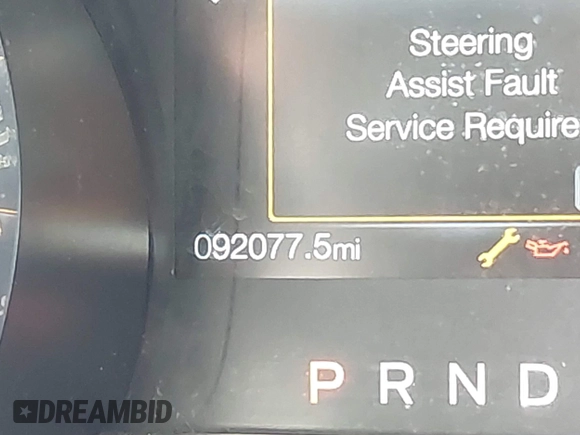 Steering
Assist Fault
Service Require
092077.5mi
P R N D
DREAMBID